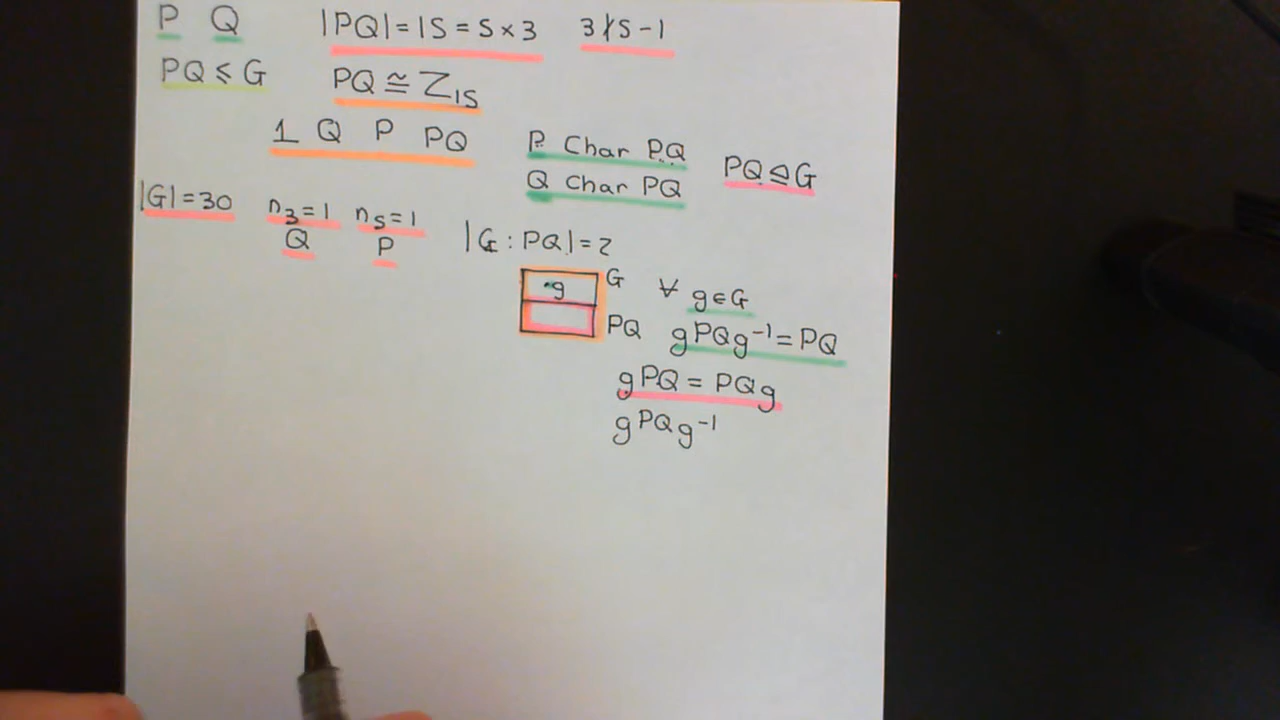 P Q |PQ| = 15 = 5 × 3 3 ∤ 5 - 1
PQ ≤ G PQ ≅ Z₁₅
1 Q P PQ
P Char PQ PQ ⊴ G
Q Char PQ
|G| = 30 n₃ = 1 n₅ = 1
Q P
|G : PQ| = 2
G
g
PQ
∀ g ∈ G
gPQg⁻¹ = PQ
gPQ = PQg
gPQg⁻¹